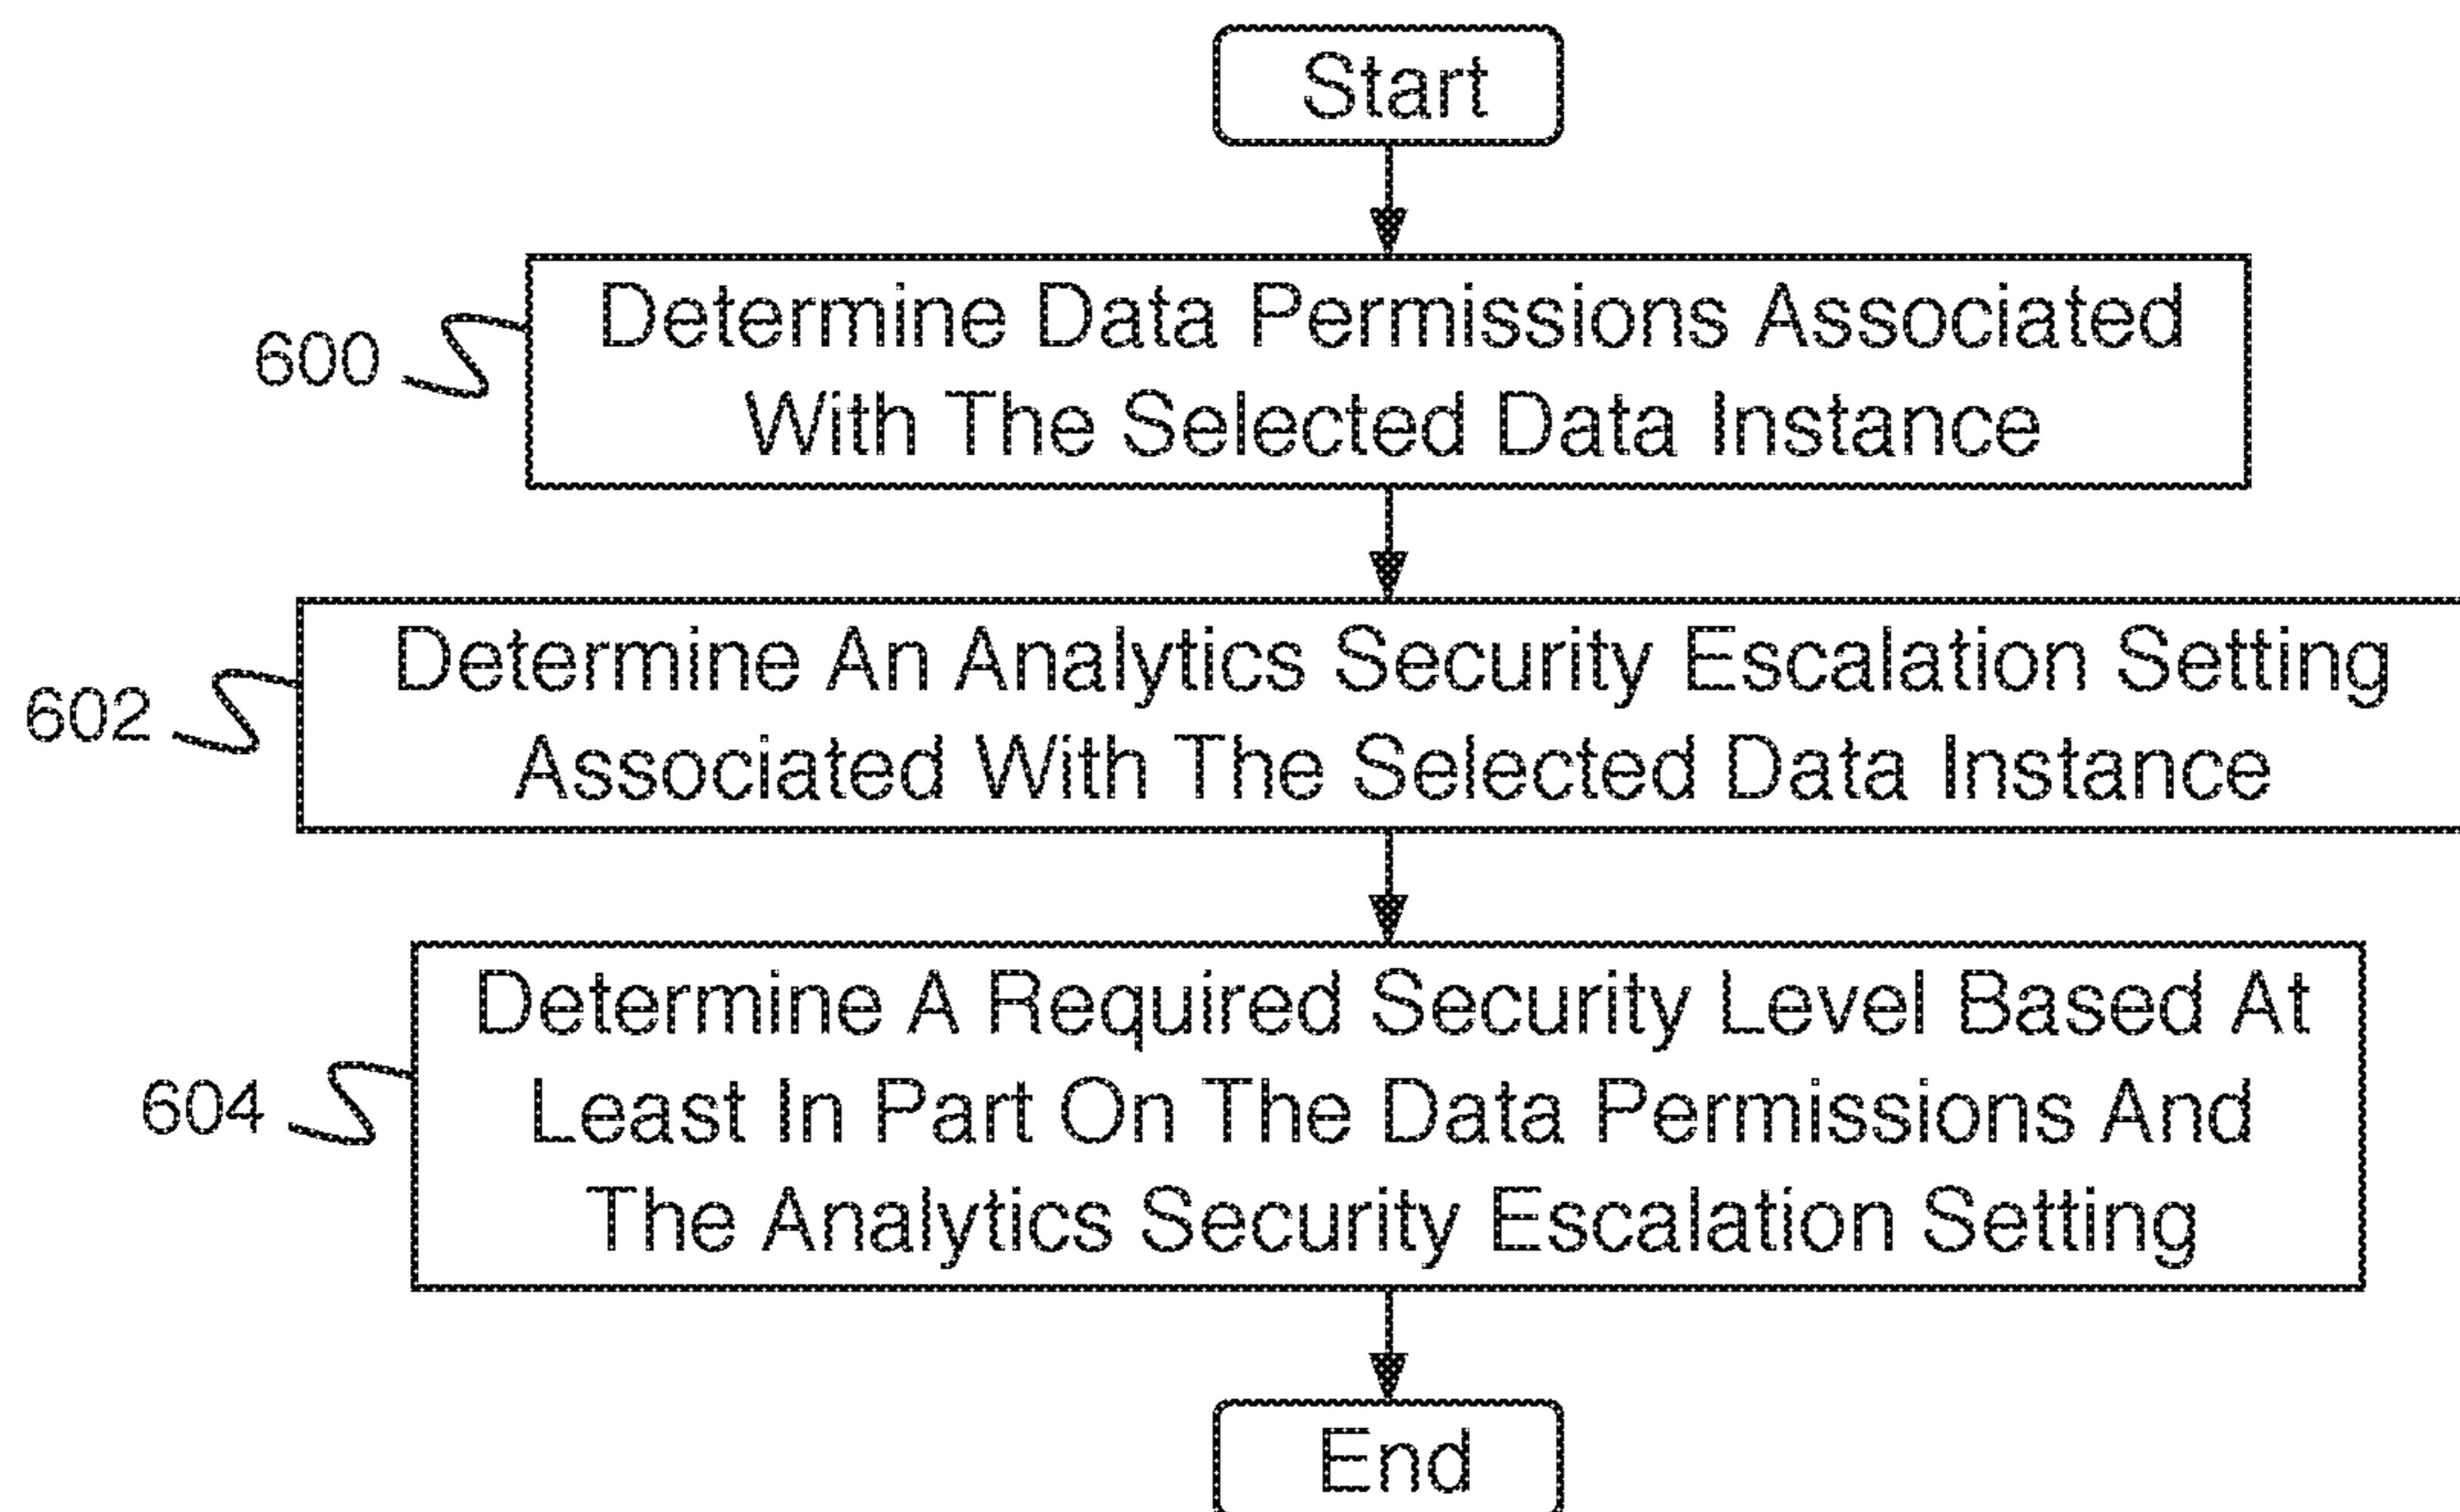 Start
600
Determine Data Permissions Associated
With The Selected Data Instance
602
Determine An Analytics Security Escalation Setting
Associated With The Selected Data Instance
604
Determine A Required Security Level Based At
Least In Part On The Data Permissions And
The Analytics Security Escalation Setting
End